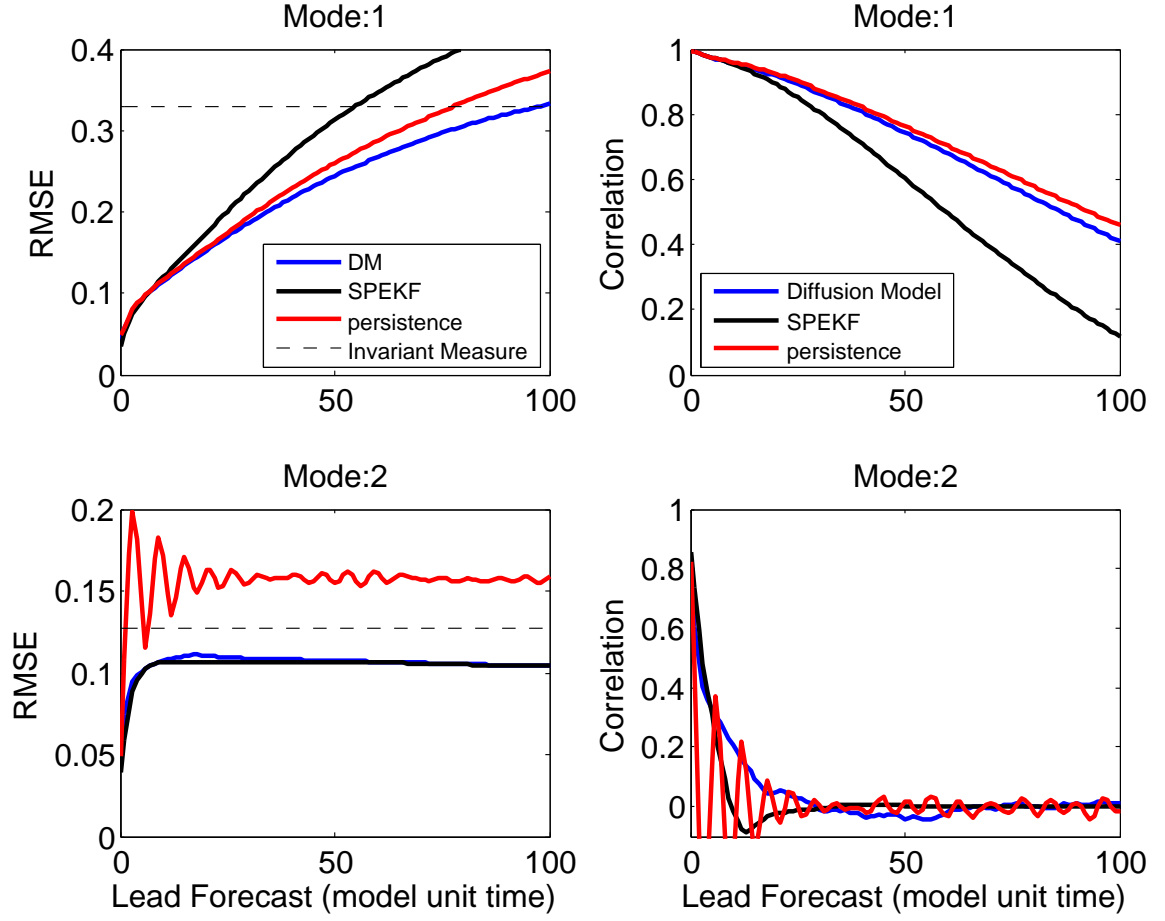 Mode:1
RMSE
0.4
0.3
0.2
0.1
0
0
50
100
DM
SPEKF
persistence
Invariant Measure
Mode:1
Correlation
1
0.8
0.6
0.4
0.2
0
0
50
100
Diffusion Model
SPEKF
persistence
Mode:2
RMSE
0.2
0.15
0.1
0.05
0
0
50
100
Lead Forecast (model unit time)
Mode:2
Correlation
1
0.8
0.6
0.4
0.2
0
0
50
100
Lead Forecast (model unit time)